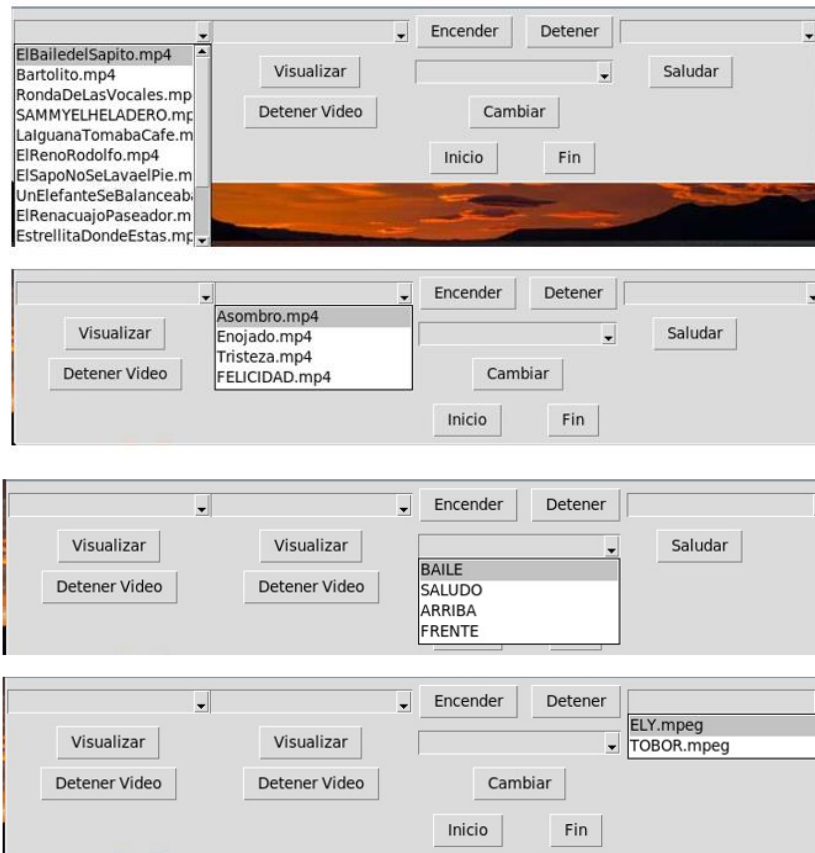 Encender Detener
ElBailedelSapito.mp4
Bartolito.mp4 Visualizar Saludar
RondaDeLasVocales.mp
SAMMYELHELADERO.mp Detener Video Cambiar
LaIguanaTomabaCafe.m
ElRenoRodolfo.mp4 Inicio Fin
ElSapoNoSeLavaelPie.m
UnElefanteSeBalanceab
ElRenacuajoPaseador.m
EstrellitaDondeEstas.mp
Encender Detener
Asombro.mp4
Visualizar Enojado.mp4 Saludar
Tristeza.mp4
Detener Video FELICIDAD.mp4 Cambiar
Inicio Fin
Encender Detener
Visualizar Visualizar Saludar
BAILE
Detener Video Detener Video SALUDO
ARRIBA
FRENTE
Encender Detener
ELY.mpeg
Visualizar Visualizar TOBOR.mpeg
Detener Video Detener Video Cambiar
Inicio Fin